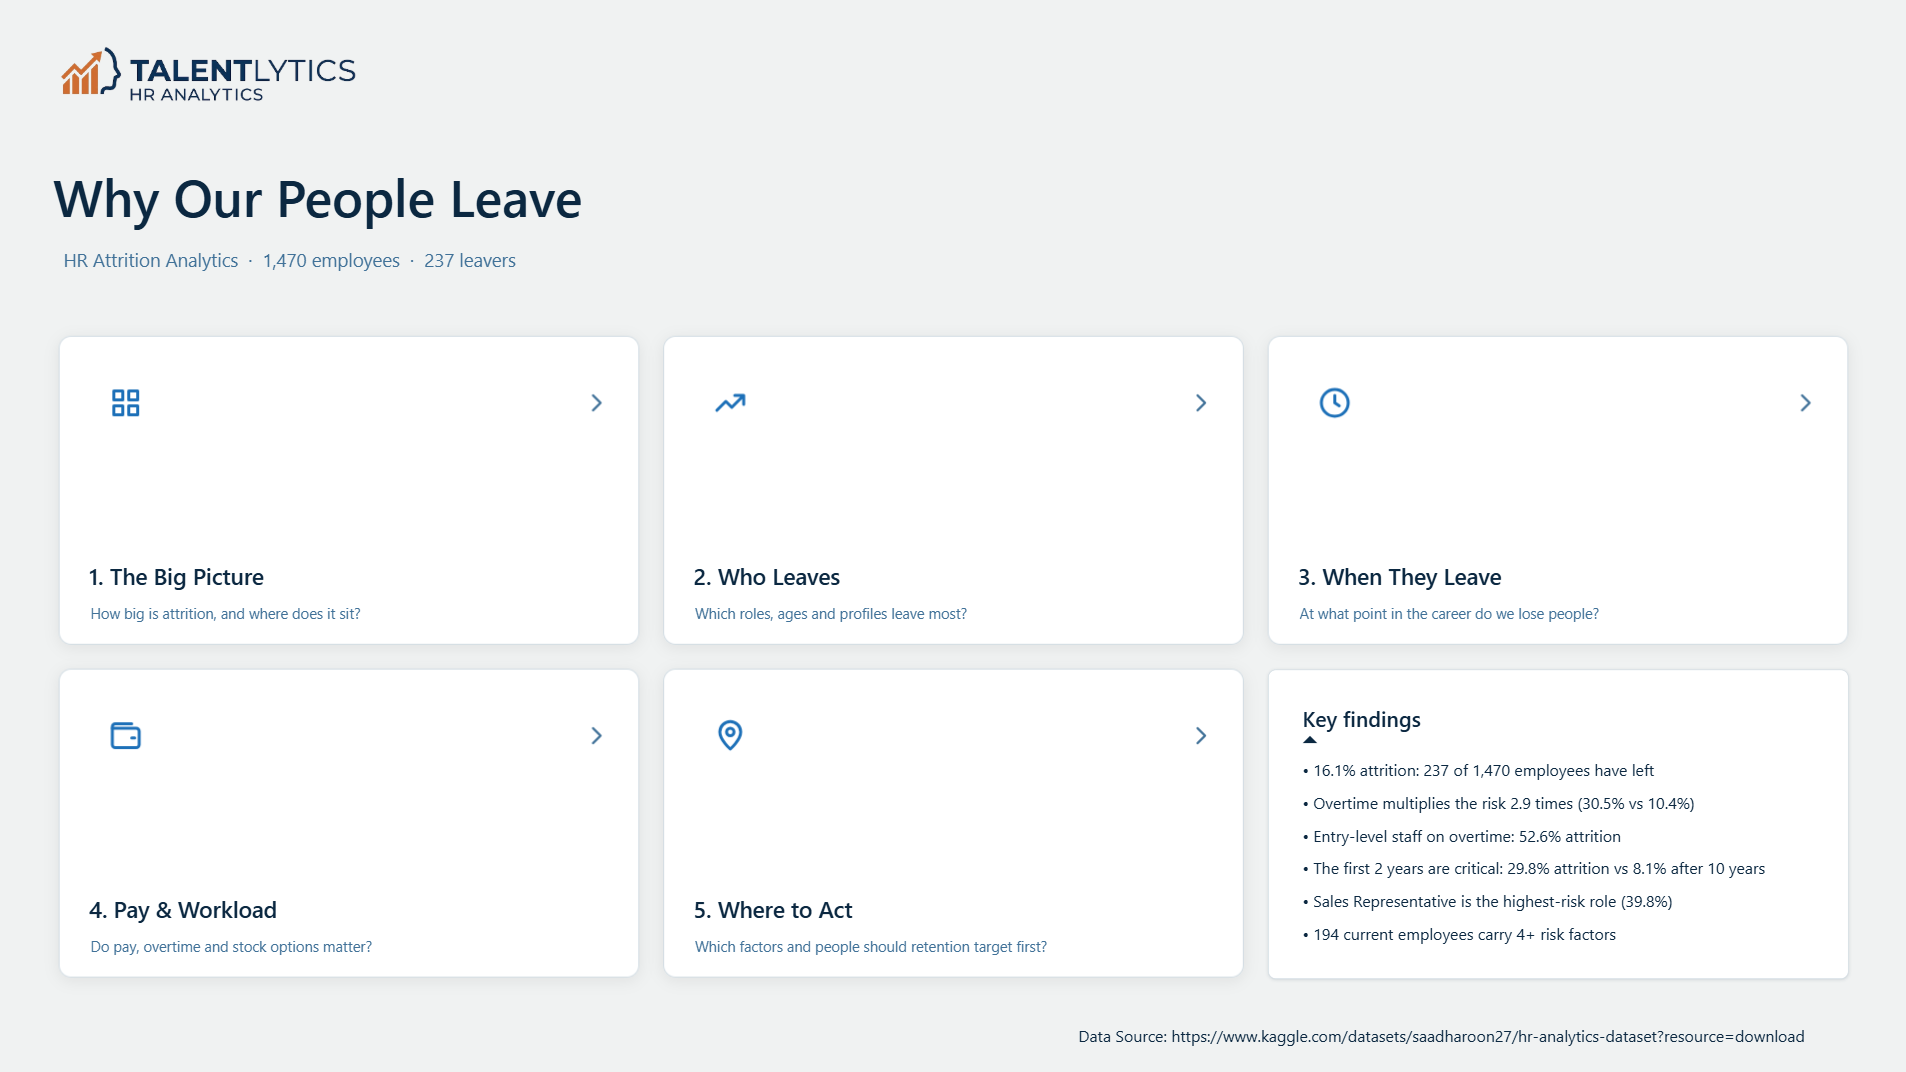 TALENTLYTICS
HR ANALYTICS
Why Our People Leave
HR Attrition Analytics · 1,470 employees · 237 leavers
1. The Big Picture
How big is attrition, and where does it sit?
2. Who Leaves
Which roles, ages and profiles leave most?
3. When They Leave
At what point in the career do we lose people?
4. Pay & Workload
Do pay, overtime and stock options matter?
5. Where to Act
Which factors and people should retention target first?
Key findings
• 16.1% attrition: 237 of 1,470 employees have left
• Overtime multiplies the risk 2.9 times (30.5% vs 10.4%)
• Entry-level staff on overtime: 52.6% attrition
• The first 2 years are critical: 29.8% attrition vs 8.1% after 10 years
• Sales Representative is the highest-risk role (39.8%)
• 194 current employees carry 4+ risk factors
Data Source: https://www.kaggle.com/datasets/saadharoon27/hr-analytics-dataset?resource=download